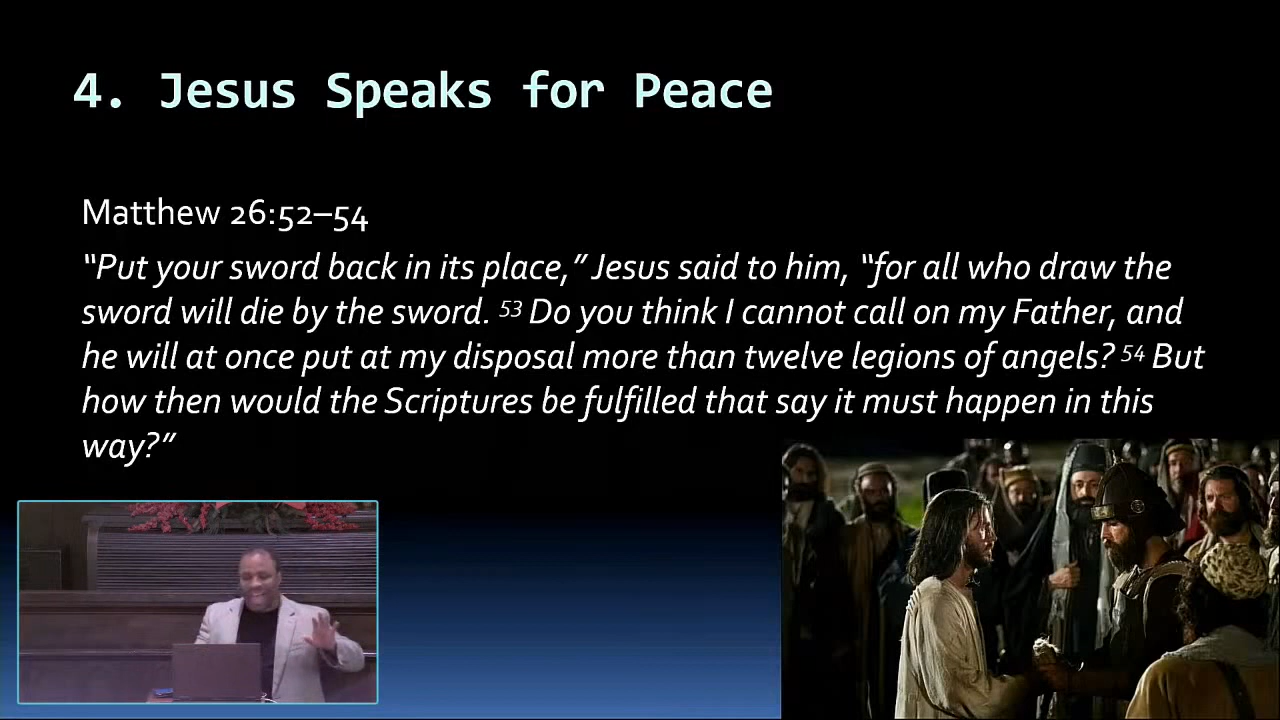 4. Jesus Speaks for Peace
Matthew 26:52–54
“Put your sword back in its place,” Jesus said to him, “for all who draw the
sword will die by the sword. 53 Do you think I cannot call on my Father, and
he will at once put at my disposal more than twelve legions of angels? 54 But
how then would the Scriptures be fulfilled that say it must happen in this
way?”